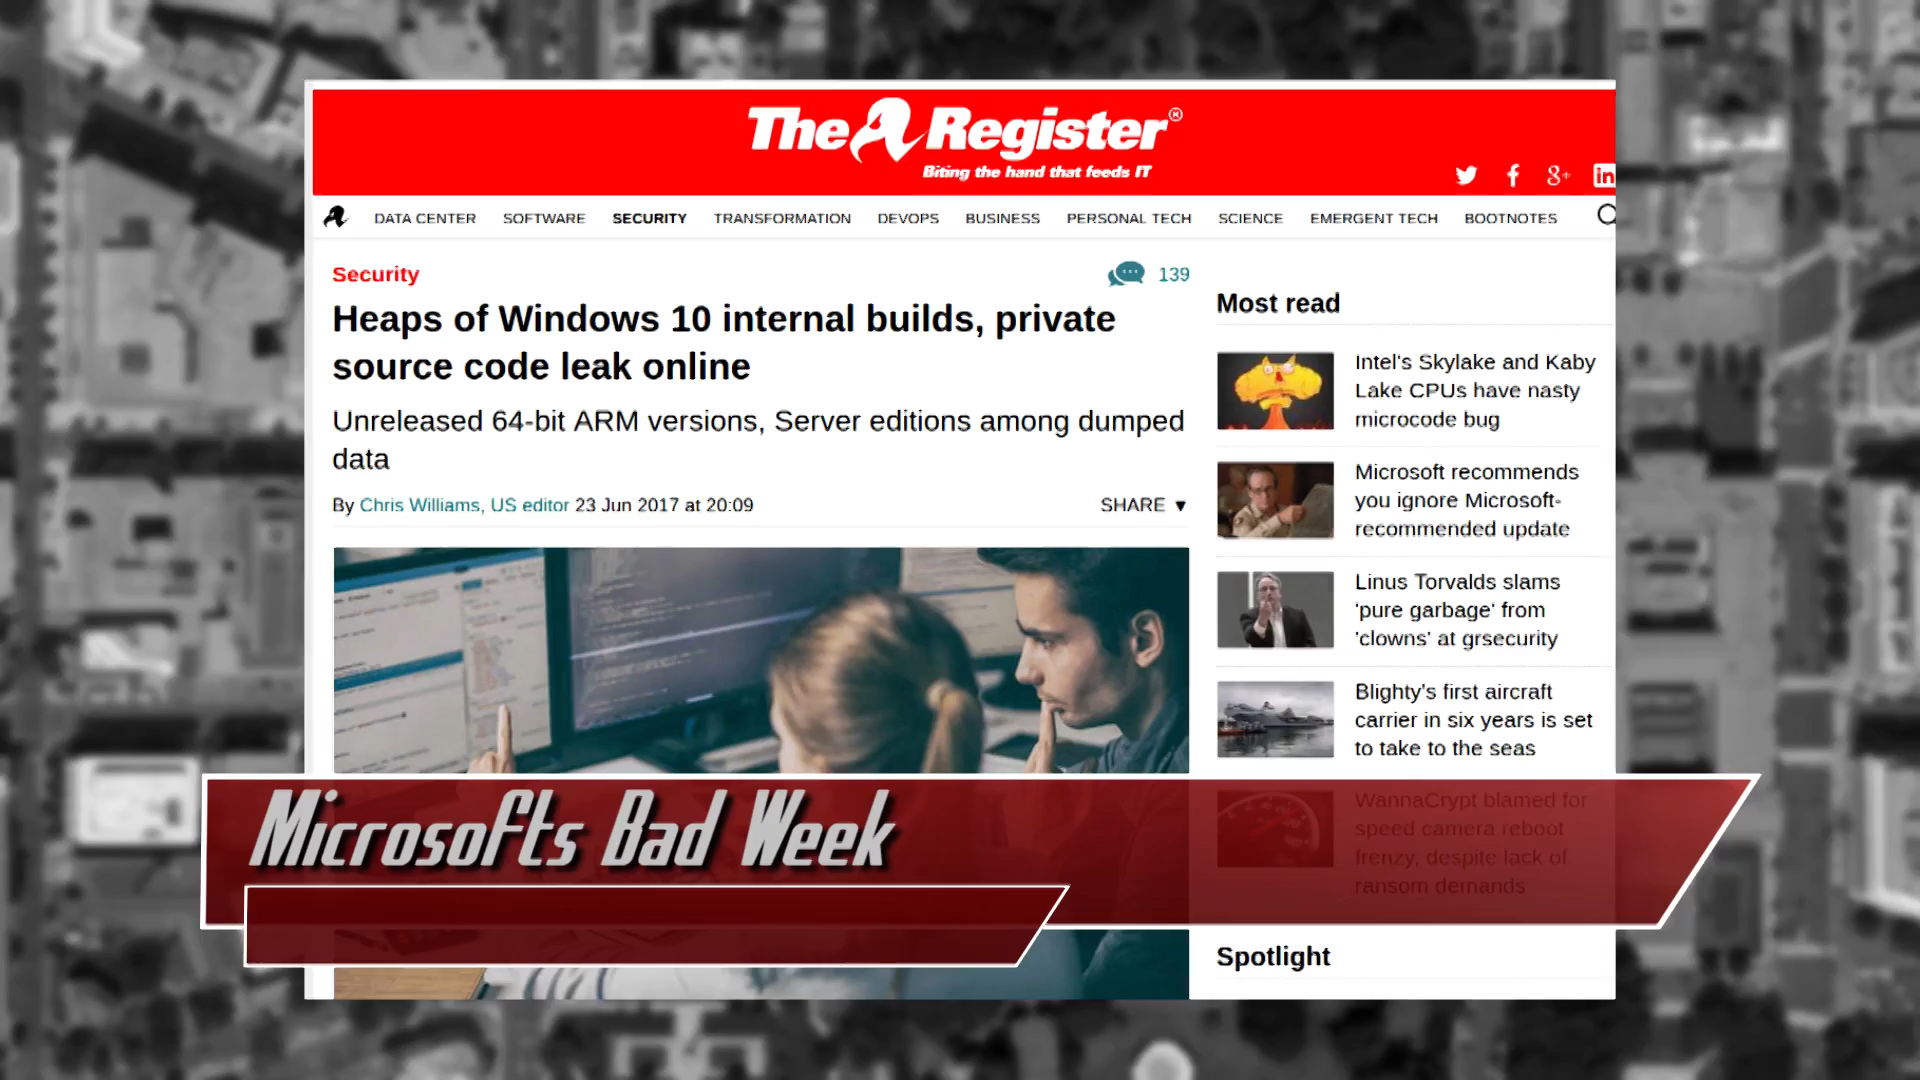 The Register®
Biting the hand that feeds IT
DATA CENTER SOFTWARE SECURITY TRANSFORMATION DEVOPS BUSINESS PERSONAL TECH SCIENCE EMERGENT TECH BOOTNOTES
Security
139
Heaps of Windows 10 internal builds, private
source code leak online
Unreleased 64-bit ARM versions, Server editions among dumped
data
By Chris Williams, US editor 23 Jun 2017 at 20:09
SHARE ▼
Most read
Intel's Skylake and Kaby
Lake CPUs have nasty
microcode bug
Microsoft recommends
you ignore Microsoft-
recommended update
Linus Torvalds slams
'pure garbage' from
'clowns' at grsecurity
Blighty's first aircraft
carrier in six years is set
to take to the seas
WannaCrypt blamed for
speed camera reboot
frenzy, despite lack of
ransom demands
Spotlight
Microsofts Bad Week